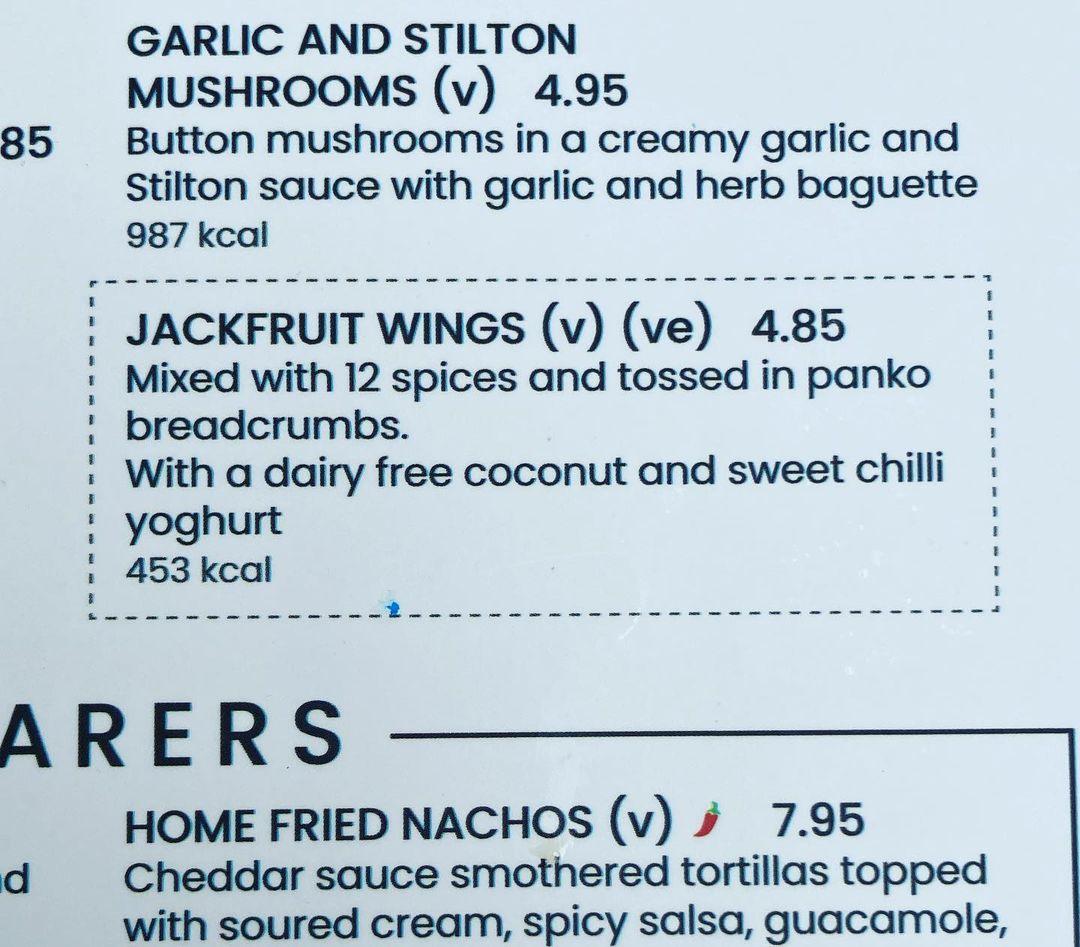 GARLIC AND STILTON
MUSHROOMS (v) 4.95
85
Button mushrooms in a creamy garlic and
Stilton sauce with garlic and herb baguette
987 kcal
JACKFRUIT WINGS (v) (ve) 4.85
Mixed with 12 spices and tossed in panko
breadcrumbs.
With a dairy free coconut and sweet chilli
yoghurt
453 kcal
ARERS
HOME FRIED NACHOS (v) 7.95
Cheddar sauce smothered tortillas topped
with soured cream, spicy salsa, guacamole,